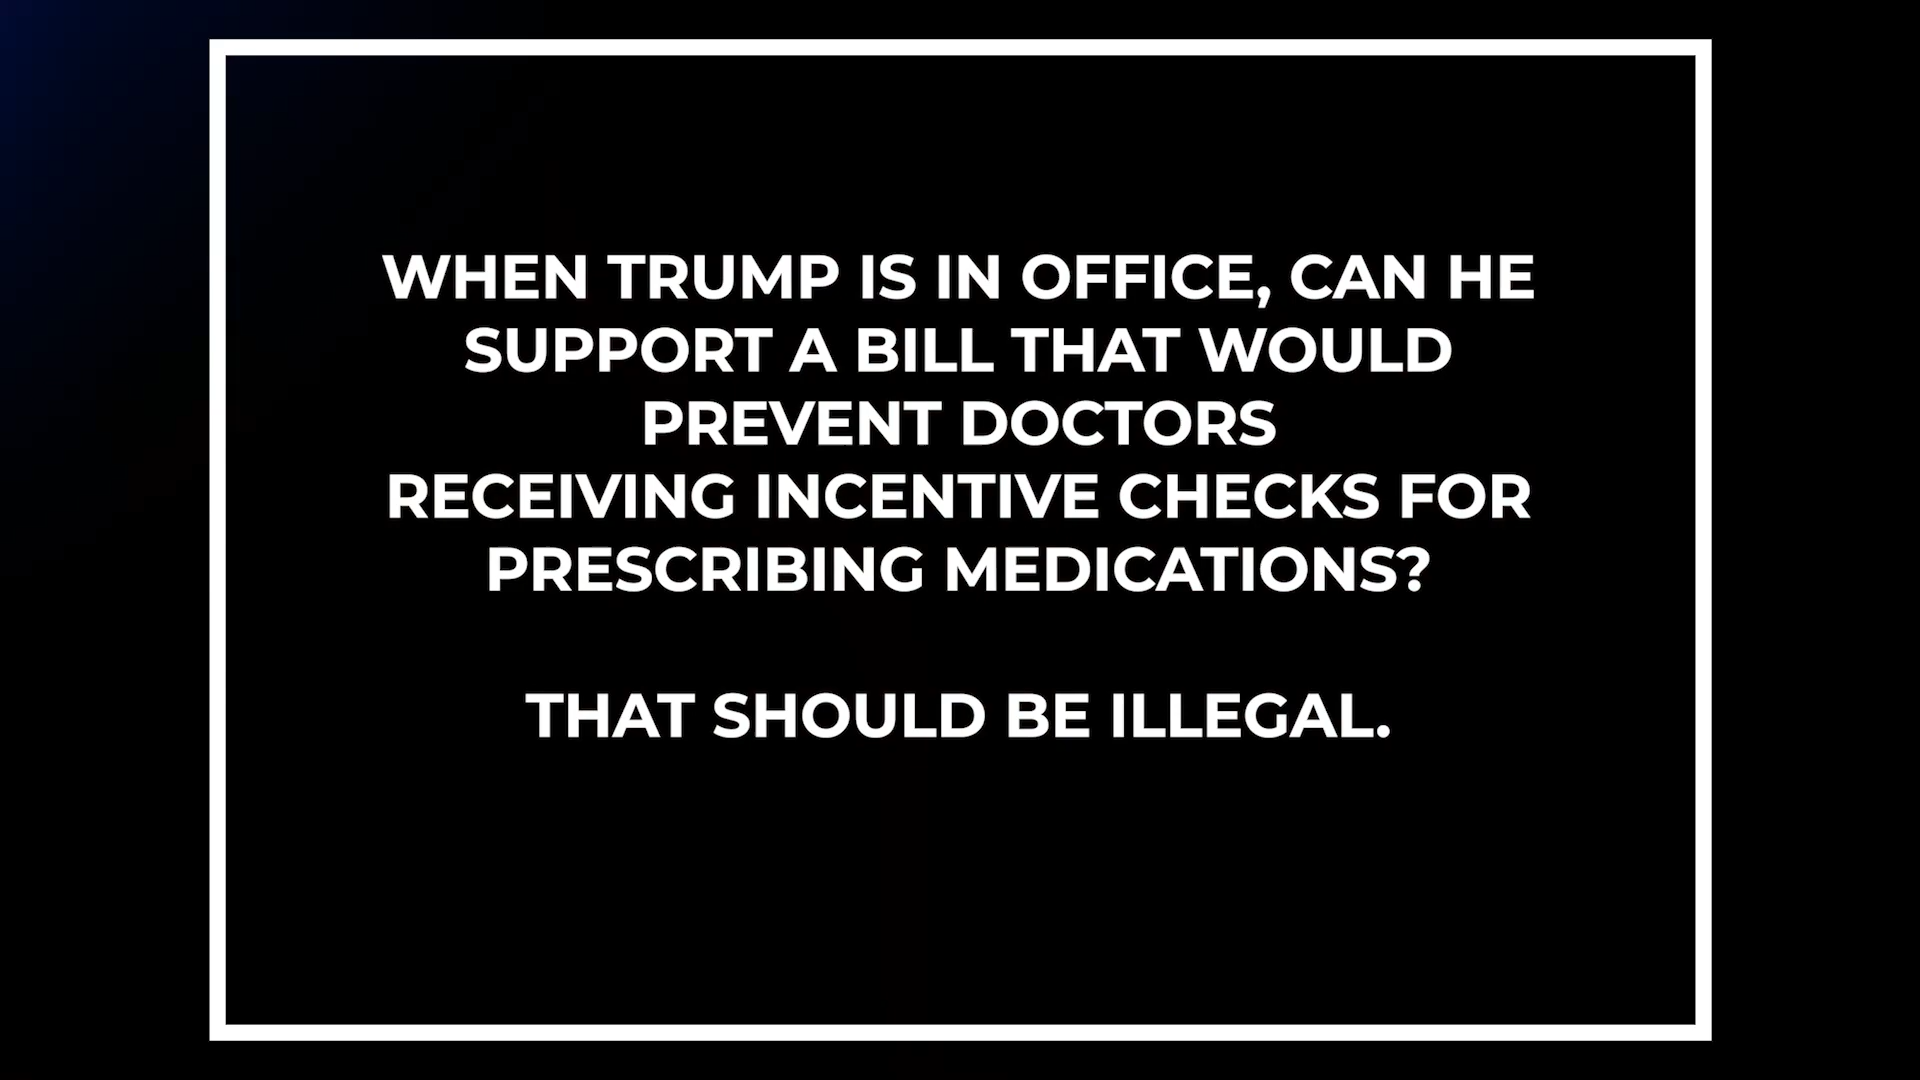 WHEN TRUMP IS IN OFFICE, CAN HE
SUPPORT A BILL THAT WOULD
PREVENT DOCTORS
RECEIVING INCENTIVE CHECKS FOR
PRESCRIBING MEDICATIONS?
THAT SHOULD BE ILLEGAL.